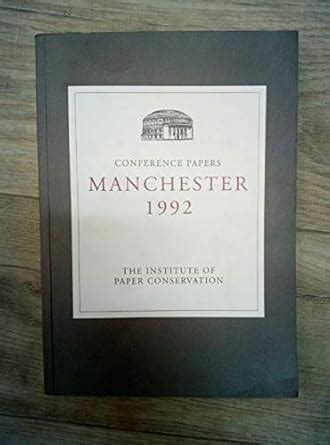 CONFERENCE PAPERS
MANCHESTER
1992
THE INSTITUTE OF
PAPER CONSERVATION